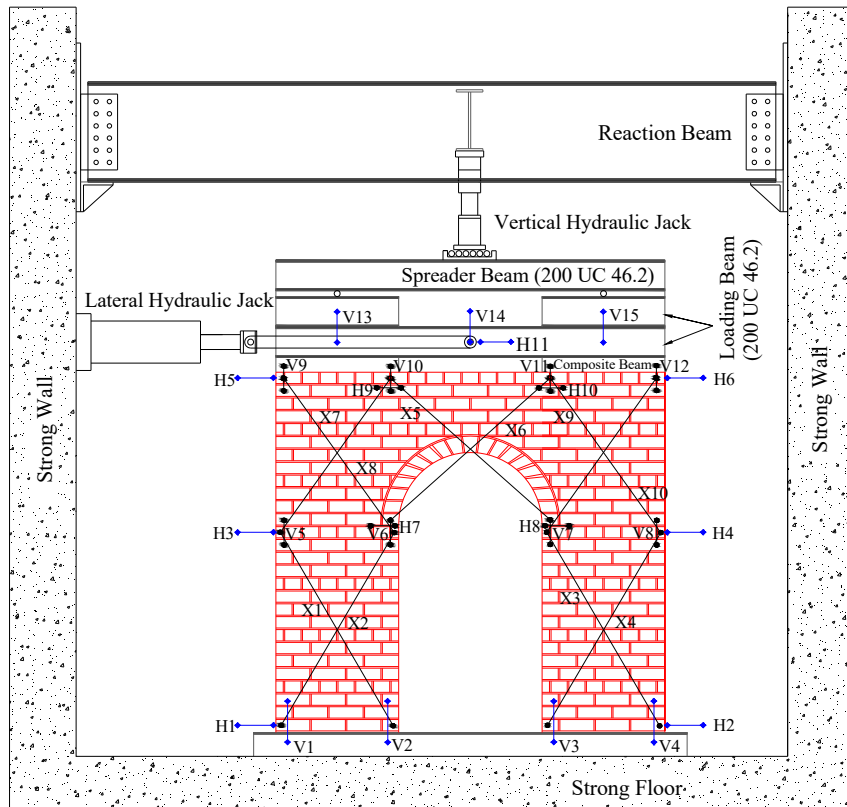 Reaction Beam
Vertical Hydraulic Jack
Spreader Beam (200 UC 46.2)
Lateral Hydraulic Jack
V13
V14
V15
H11
Loading Beam
(200 UC 46.2)
V9
V10
V11
Composite Beam
V12
H5
H9
H10
H6
X7
X5
X6
X9
Strong Wall
Strong Wall
X8
X10
H3
V5
V6
H7
H8
V7
V8
H4
X1
X2
X3
X4
H1
H2
V1
V2
V3
V4
Strong Floor